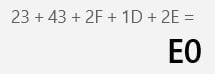 23 + 43 + 2F + 1D + 2E =
E0